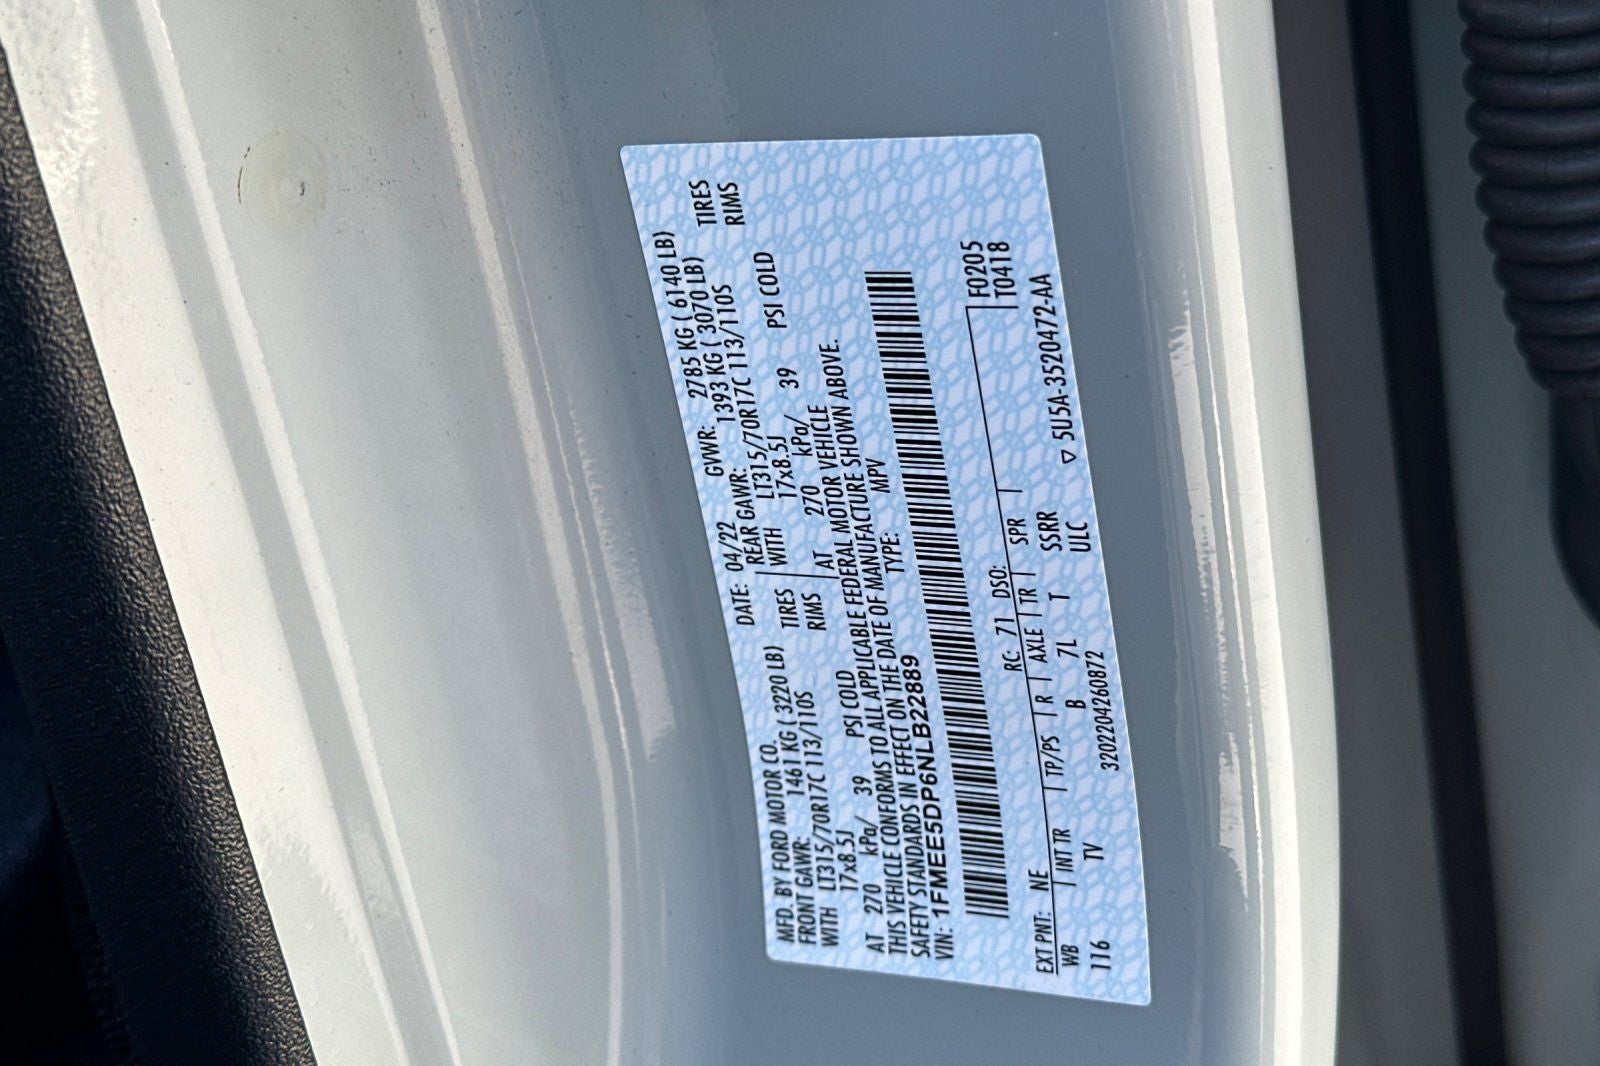 MFD. BY FORD MOTOR CO.
DATE: 04/22 GVWR: 2785 KG ( 6140 LB)
FRONT GAWR: 1461 KG ( 3220 LB) REAR GAWR: 1393 KG ( 3070 LB)
WITH LT315/70R17C 113/110S TIRES WITH LT315/70R17C 113/110S TIRES
17x8.5J RIMS 17x8.5J RIMS
AT 270 kPa/ 39 PSI COLD AT 270 kPa/ 39 PSI COLD
THIS VEHICLE CONFORMS TO ALL APPLICABLE FEDERAL MOTOR VEHICLE
SAFETY STANDARDS IN EFFECT ON THE DATE OF MANUFACTURE SHOWN ABOVE.
VIN: 1FMEE5DP6NLB22889 TYPE: MPV
F0205
T0418
EXT PNT: NE RC: 71 DSO:
WB INT TR TP/PS R AXLE TR SPR
116 TV B 7L T SSRR
ULC
320220426087​2 ▽ 5U5A-3520472-AA